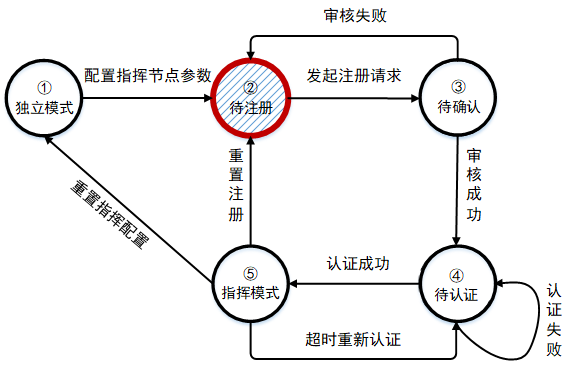 审核失败
①
独立模式
配置指挥节点参数
②
待注册
发起注册请求
③
待确认
重置注册
审核成功
重置指挥配置
⑤
指挥模式
认证成功
④
待认证
认证失败
超时重新认证